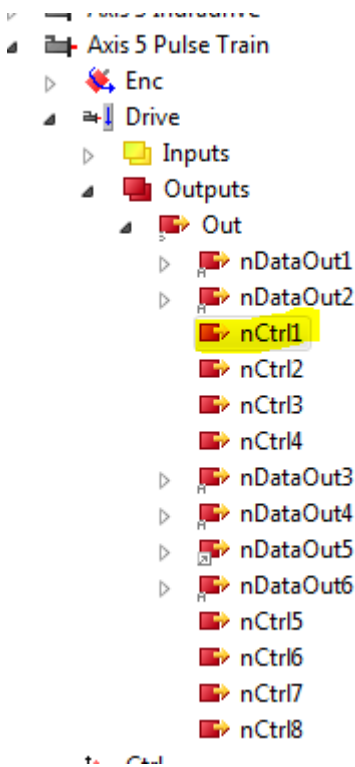 Axis 5 Pulse Train
Enc
Drive
Inputs
Outputs
Out
nDataOut1
nDataOut2
nCtrl1
nCtrl2
nCtrl3
nCtrl4
nDataOut3
nDataOut4
nDataOut5
nDataOut6
nCtrl5
nCtrl6
nCtrl7
nCtrl8